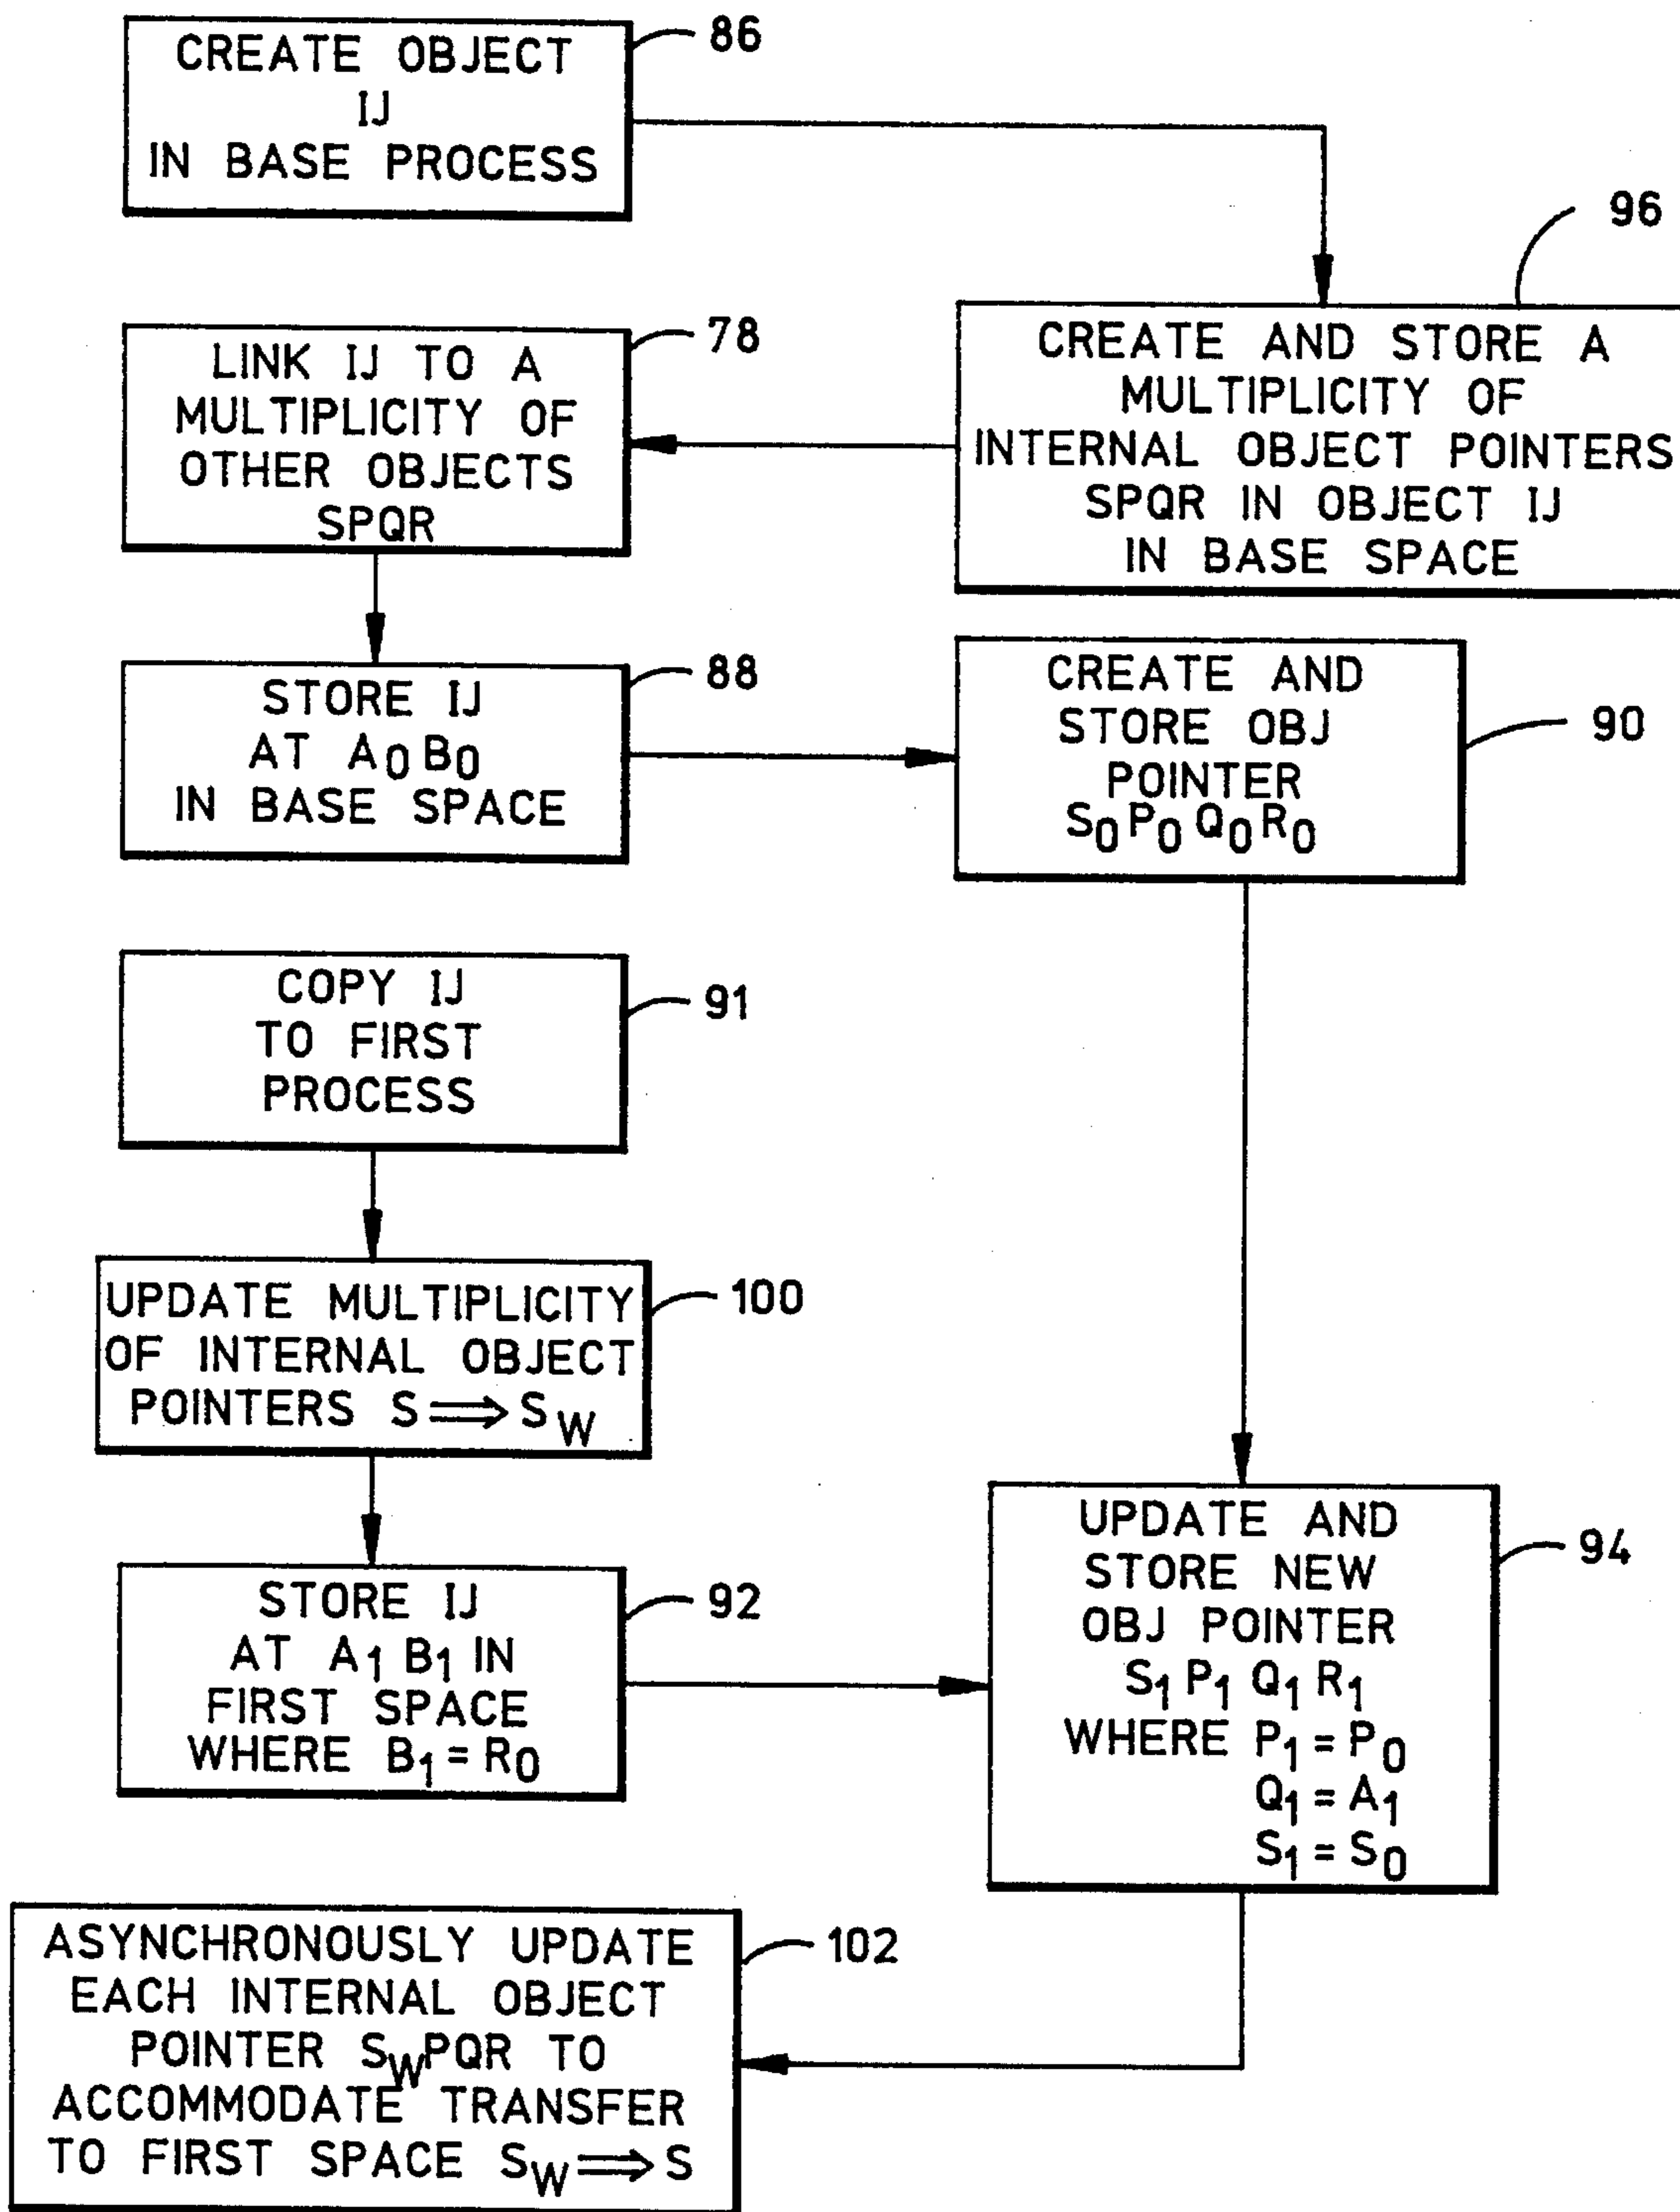 CREATE OBJECT
IJ
IN BASE PROCESS
86
96
CREATE AND STORE A
MULTIPLICITY OF
INTERNAL OBJECT POINTERS
SPQR IN OBJECT IJ
IN BASE SPACE
78
LINK IJ TO A
MULTIPLICITY OF
OTHER OBJECTS
SPQR
88
STORE IJ
AT A0 B0
IN BASE SPACE
90
CREATE AND
STORE OBJ
POINTER
S0 P0 Q0 R0
91
COPY IJ
TO FIRST
PROCESS
100
UPDATE MULTIPLICITY
OF INTERNAL OBJECT
POINTERS S ⟹ SW
92
STORE IJ
AT A1 B1 IN
FIRST SPACE
WHERE B1 = R0
94
UPDATE AND
STORE NEW
OBJ POINTER
S1 P1 Q1 R1
WHERE P1 = P0
Q1 = A1
S1 = S0
102
ASYNCHRONOUSLY UPDATE
EACH INTERNAL OBJECT
POINTER SWPQR TO
ACCOMMODATE TRANSFER
TO FIRST SPACE SW ⟹ S